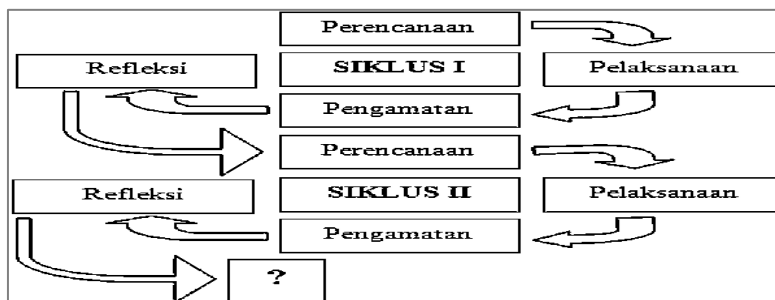 Perencanaan
Refleksi
SIKLUS I
Pelaksanaan
Pengamatan
Perencanaan
Refleksi
SIKLUS II
Pelaksanaan
Pengamatan
?